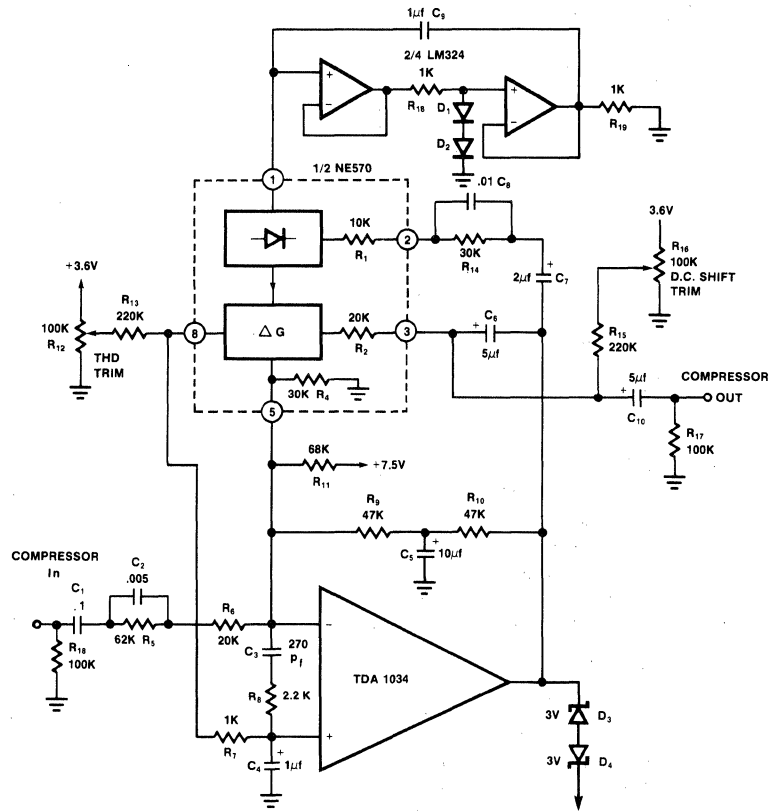 1µf C9
2/4 LM324
+
−
1K
R18
D1
D2
+
−
1K
R19
1
1/2 NE570
.01 C8
10K
R1
2
30K
R14
+
2µf
C7
3.6V
R16
100K
D.C. SHIFT
TRIM
+3.6V
100K
R12
THD
TRIM
R13
220K
8
△G
20K
R2
3
C6
+
5µf
R15
220K
30K R4
5
5µf
+
C10
COMPRESSOR
OUT
R17
100K
68K
R11
+7.5V
R9
47K
R10
47K
C5
+
10µf
COMPRESSOR
In
C1
.1
C2
.005
62K R5
R18
100K
R6
20K
C3
270
pf
R8
2.2 K
1K
R7
C4
+
1µf
−
+
TDA 1034
3V
D3
3V
D4